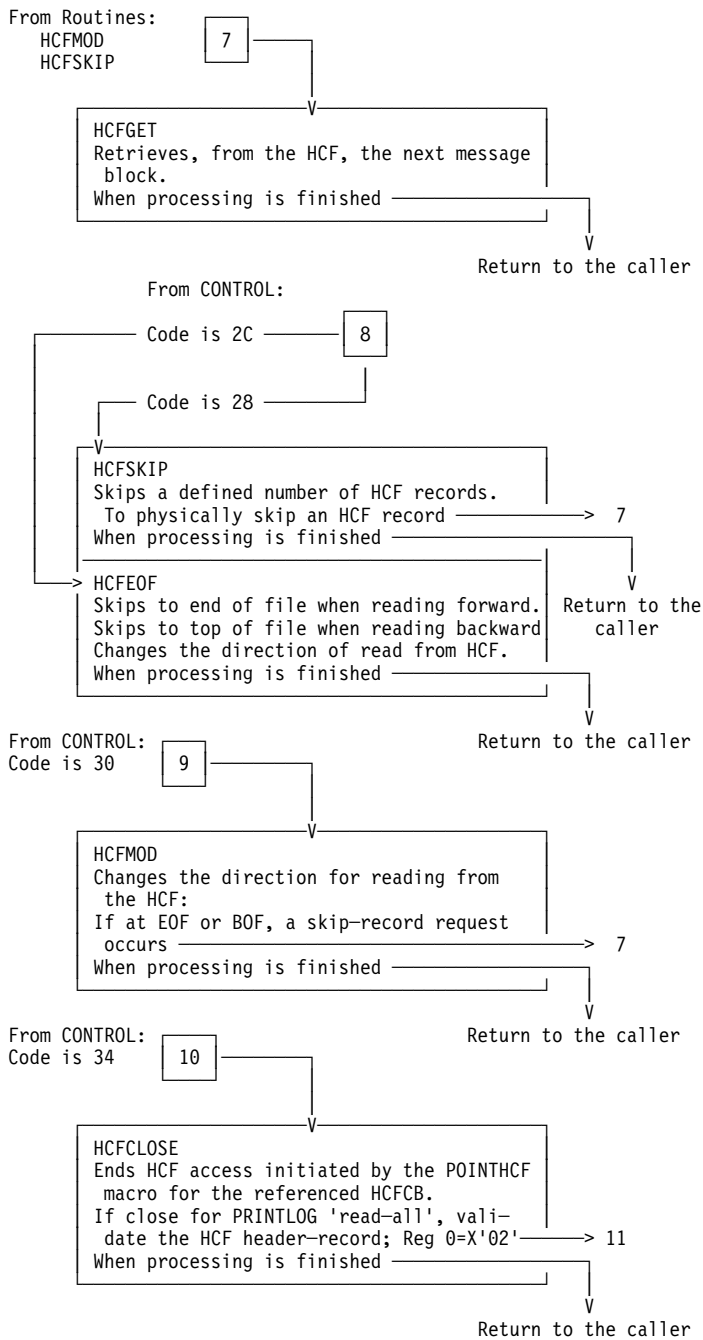 From Routines:
HCFMOD
7
HCFSKIP
V
HCFGET
Retrieves, from the HCF, the next message
block.
When processing is finished
V
Return to the caller
From CONTROL:
Code is 2C
8
Code is 28
V
HCFSKIP
Skips a defined number of HCF records.
To physically skip an HCF record > 7
When processing is finished
> HCFEOF
V
Skips to end of file when reading forward.
Return to the
Skips to top of file when reading backward
caller
Changes the direction of read from HCF.
When processing is finished
V
From CONTROL:
Return to the caller
Code is 30
9
V
HCFMOD
Changes the direction for reading from
the HCF:
If at EOF or BOF, a skip–record request
occurs > 7
When processing is finished
V
From CONTROL:
Return to the caller
Code is 34
10
V
HCFCLOSE
Ends HCF access initiated by the POINTHCF
macro for the referenced HCFCB.
If close for PRINTLOG 'read–all', vali–
date the HCF header–record; Reg 0=X'02' > 11
When processing is finished
V
Return to the caller